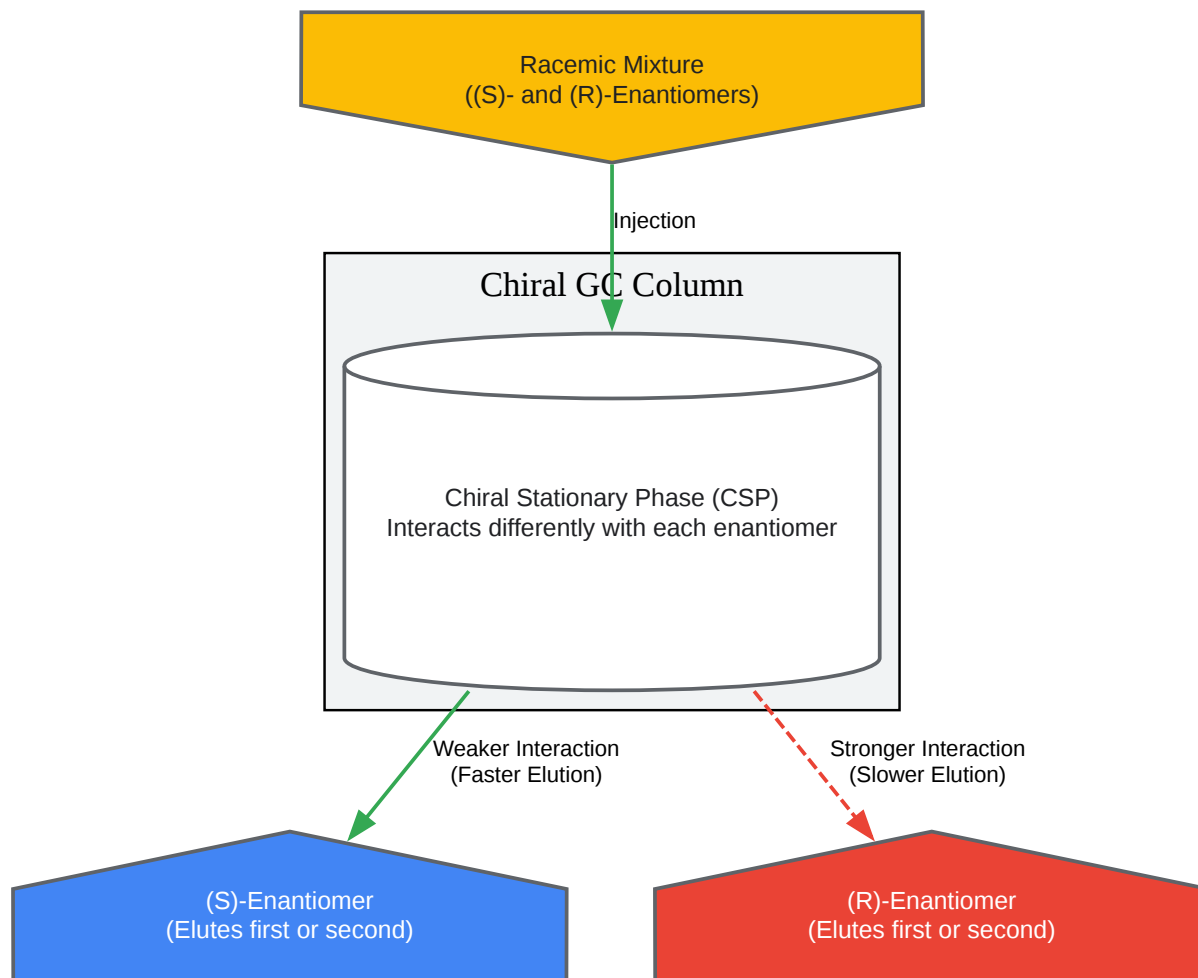 Racemic Mixture
((S)- and (R)-Enantiomers)
Injection
Chiral GC Column
Chiral Stationary Phase (CSP)
Interacts differently with each enantiomer
Weaker Interaction
(Faster Elution)
Stronger Interaction
(Slower Elution)
(S)-Enantiomer
(Elutes first or second)
(R)-Enantiomer
(Elutes first or second)